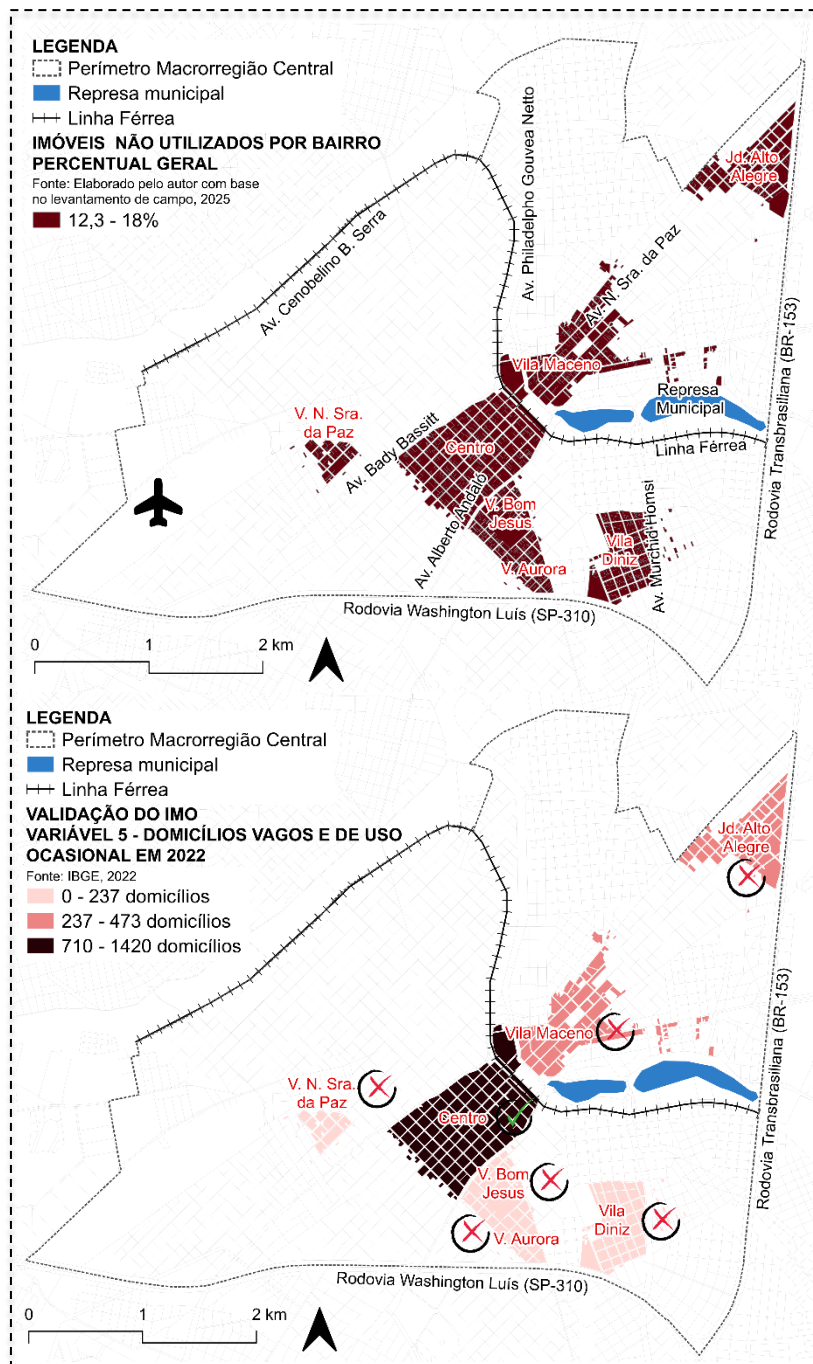 LEGENDA
Perímetro Macrorregião Central
Represa municipal
Linha Férrea
IMÓVEIS NÃO UTILIZADOS POR BAIRRO
PERCENTUAL GERAL
Fonte: Elaborado pelo autor com base
no levantamento de campo, 2025
12,3 - 18%
Av. Philadelpho Gouvea Netto
Jd. Alto
Alegre
Av. Cenobelino B. Serra
Av. N. Sra. da Paz
Vila Maceno
Rodovia Transbrasiliana (BR-153)
Represa
Municipal
V. N. Sra.
da Paz
Av. Bady Bassitt
Centro
Linha Férrea
Av. Alberto Andaló
V. Bom
Jesus
V. Aurora
Vila
Diniz
Av. Murchid Homsi
Rodovia Washington Luís (SP-310)
0 1 2 km
LEGENDA
Perímetro Macrorregião Central
Represa municipal
Linha Férrea
VALIDAÇÃO DO IMO
VARIÁVEL 5 - DOMICÍLIOS VAGOS E DE USO
OCASIONAL EM 2022
Fonte: IBGE, 2022
0 - 237 domicílios
237 - 473 domicílios
710 - 1420 domicílios
Jd. Alto
Alegre
Vila Maceno
Rodovia Transbrasiliana (BR-153)
V. N. Sra.
da Paz
Centro
V. Bom
Jesus
V. Aurora
Vila
Diniz
Rodovia Washington Luís (SP-310)
0 1 2 km